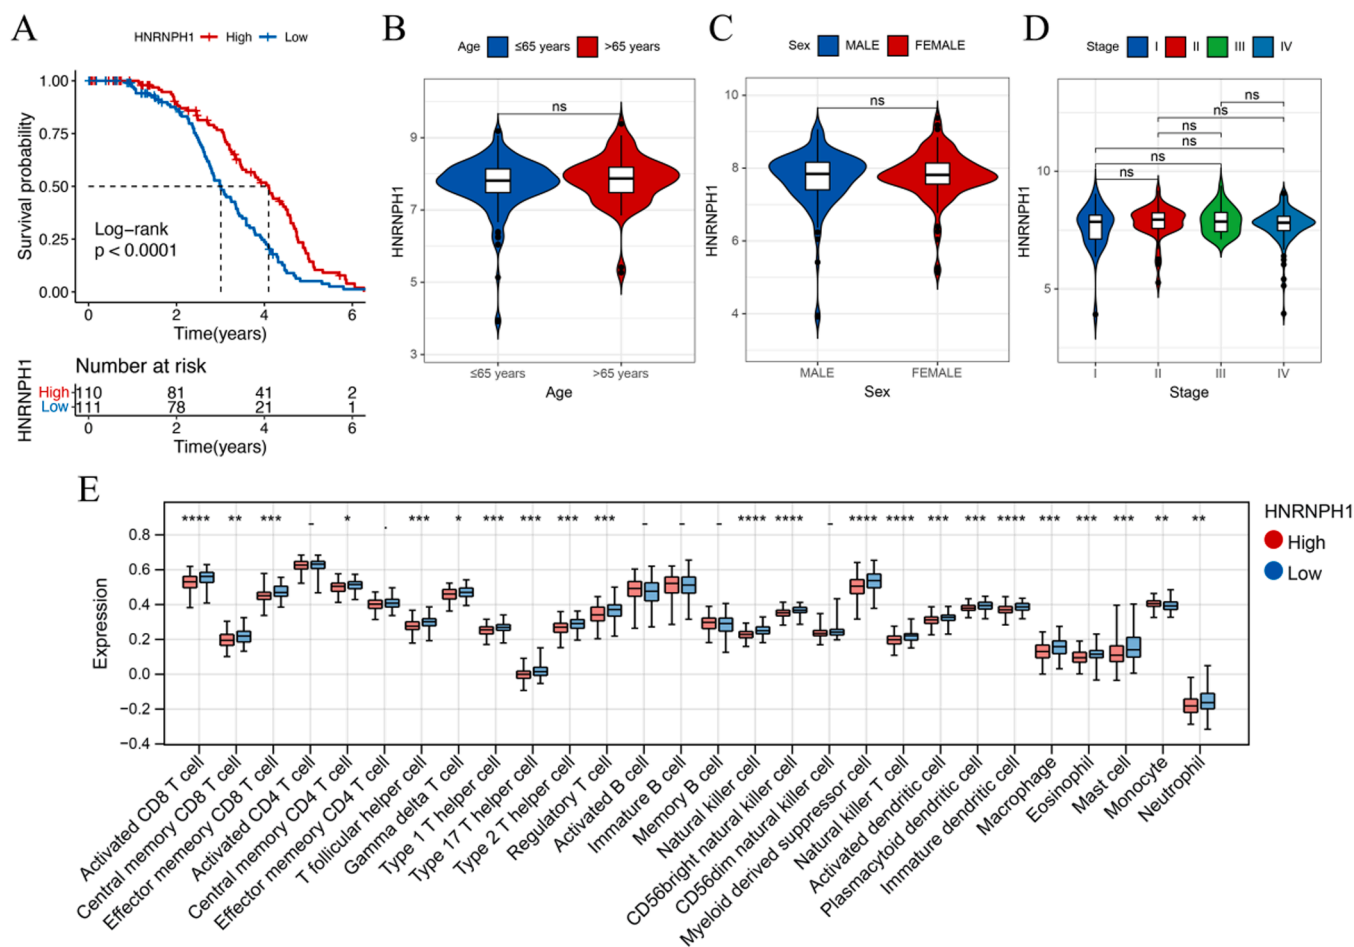 A
HNRNPH1 High Low
Survival probability
1.00
0.75
0.50
0.25
0.00
Log-rank
p < 0.0001
0 2 4 6
Time(years)
Number at risk
HNRNPH1
High 110 81 41 2
Low 111 78 21 1
0 2 4 6
Time(years)
B
Age ≤65 years >65 years
HNRNPH1
9
7
5
3
ns
≤65 years >65 years
Age
C
Sex MALE FEMALE
HNRNPH1
10
8
6
4
ns
MALE FEMALE
Sex
D
Stage I II III IV
HNRNPH1
10
5
ns
ns
ns
ns
ns
ns
I II III IV
Stage
E
HNRNPH1
High
Low
Expression
0.8
0.6
0.4
0.2
0.0
−0.2
−0.4
**** ** *** – * . *** * *** *** *** *** – – – **** **** – **** **** *** *** **** *** *** *** ** **
Activated CD8 T cell
Central memory CD8 T cell
Effector memeory CD8 T cell
Activated CD4 T cell
Central memory CD4 T cell
Effector memeory CD4 T cell
T follicular helper cell
Gamma delta T cell
Type 1 T helper cell
Type 17 T helper cell
Type 2 T helper cell
Regulatory T cell
Activated B cell
Immature B cell
Memory B cell
Natural killer cell
CD56bright natural killer cell
CD56dim natural killer cell
Myeloid derived suppressor cell
Natural killer T cell
Activated dendritic cell
Plasmacytoid dendritic cell
Immature dendritic cell
Macrophage
Eosinophil
Mast cell
Monocyte
Neutrophil